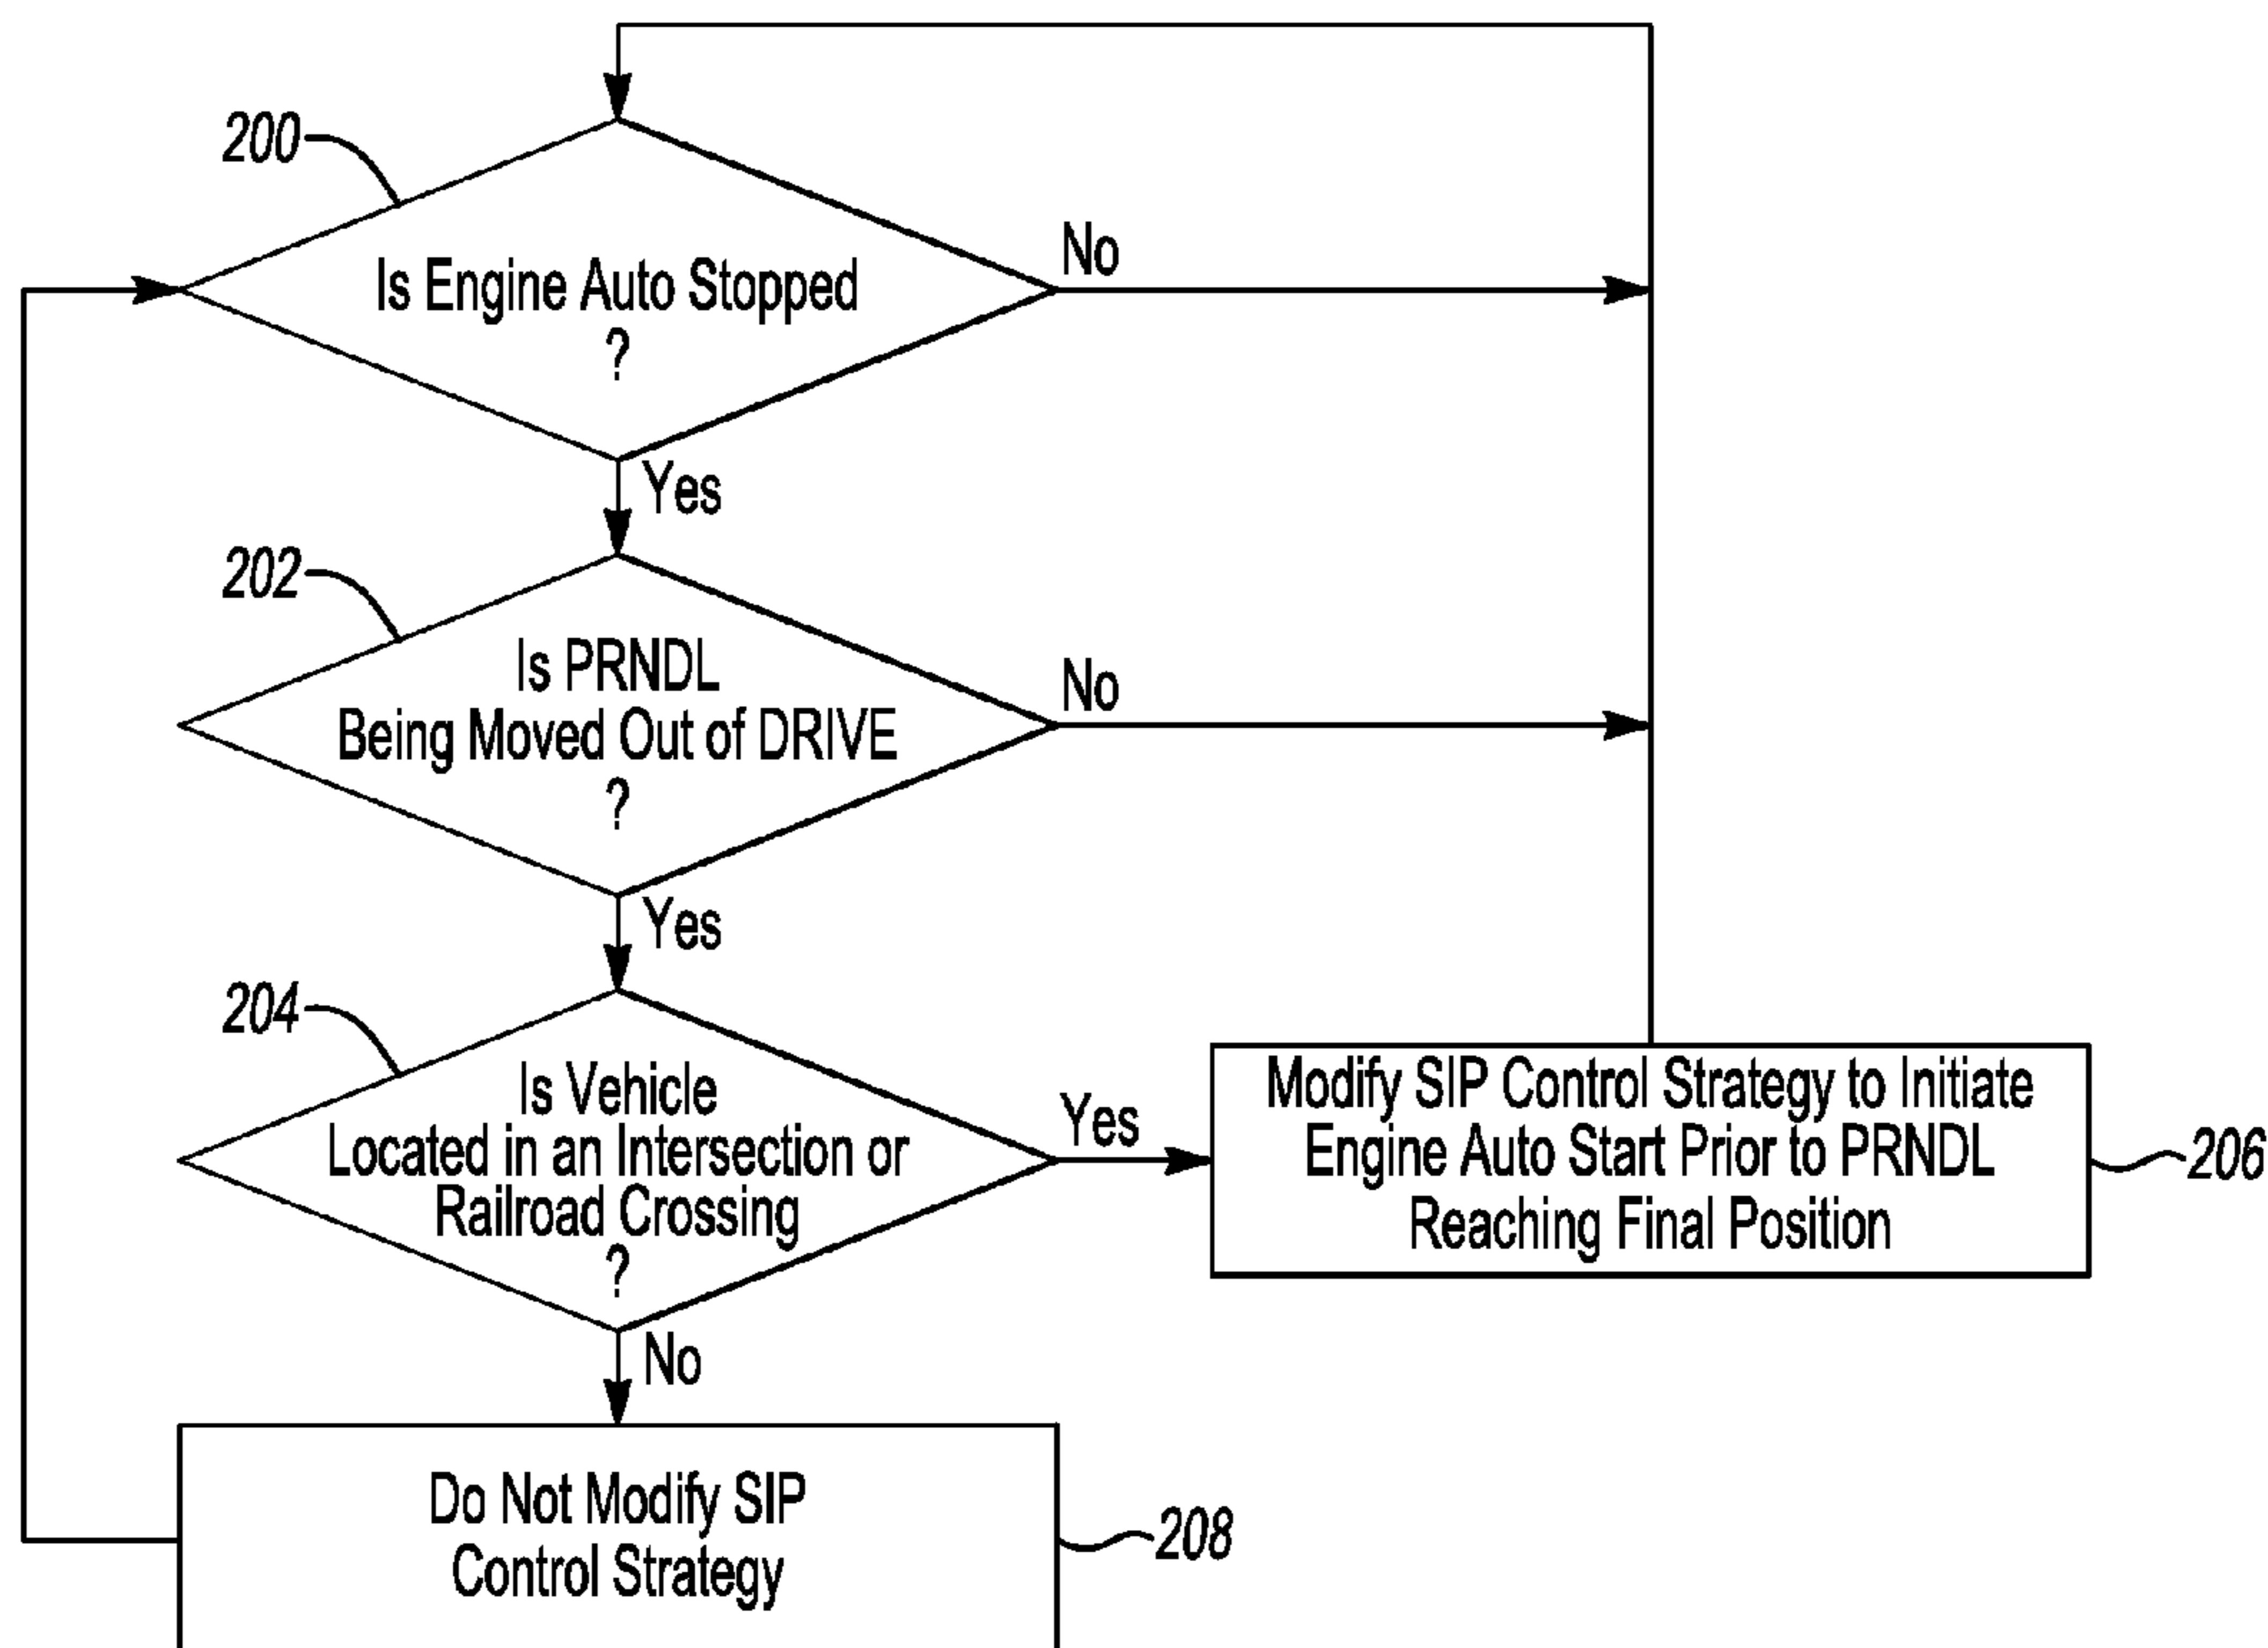 200
Is Engine Auto Stopped
?
No
Yes
202
Is PRNDL
Being Moved Out of DRIVE
?
No
Yes
204
Is Vehicle
Located in an Intersection or
Railroad Crossing
?
Yes
Modify SIP Control Strategy to Initiate
Engine Auto Start Prior to PRNDL
Reaching Final Position
206
No
Do Not Modify SIP
Control Strategy
208